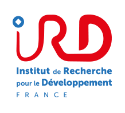 IRD
Institut de Recherche
pour le Développement
FRANCE